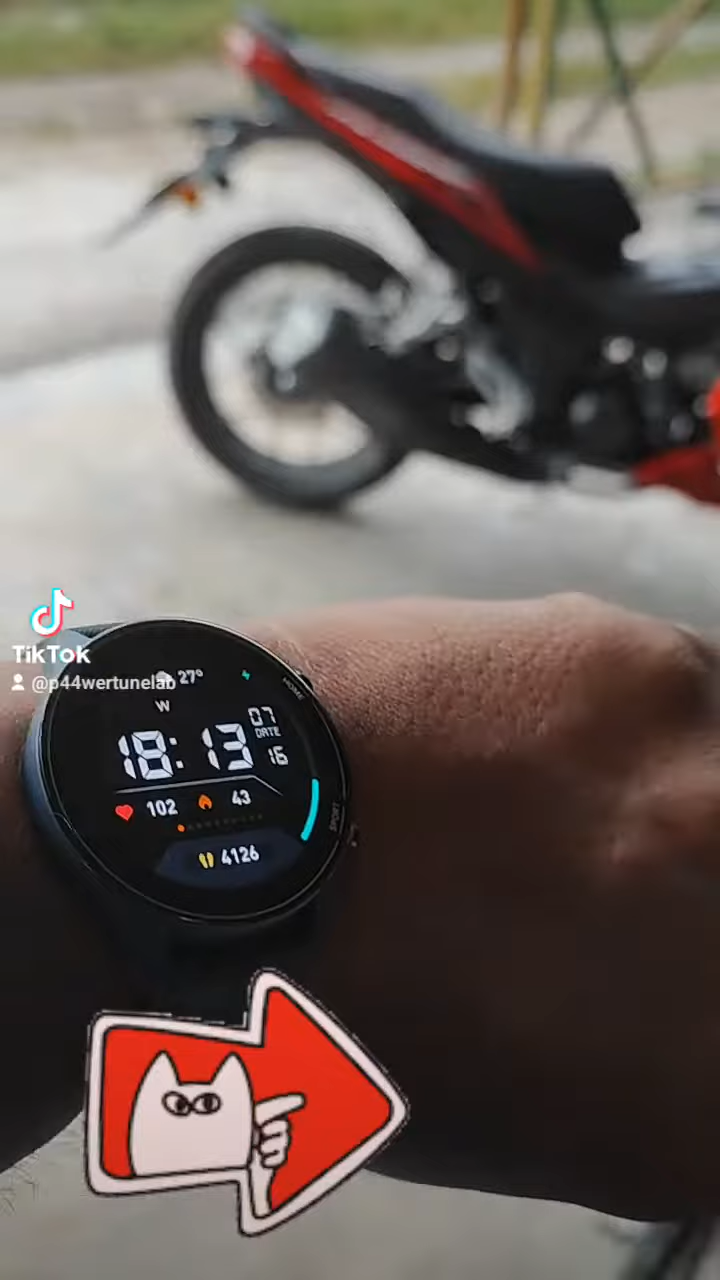 TikTok
@p44wertunelab
27°
HOME
W
18:13
07
DATE
16
102
43
SPORT
4126